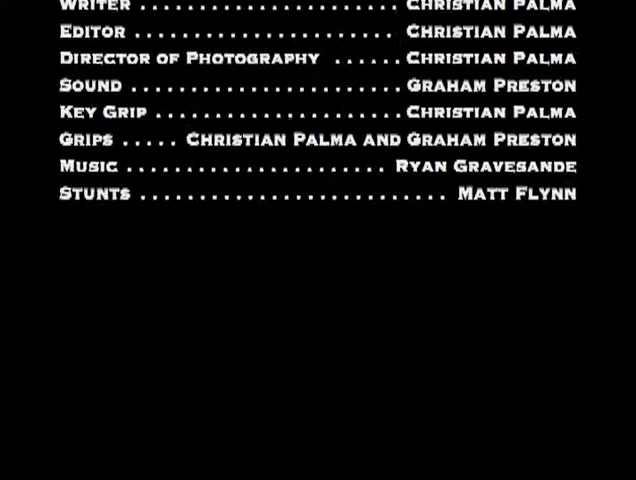 WRITER . . . . . . . . . . . . . . . . . . . . . . CHRISTIAN PALMA
EDITOR . . . . . . . . . . . . . . . . . . . . . . CHRISTIAN PALMA
DIRECTOR OF PHOTOGRAPHY . . . . . . CHRISTIAN PALMA
SOUND . . . . . . . . . . . . . . . . . . . . . . . GRAHAM PRESTON
KEY GRIP . . . . . . . . . . . . . . . . . . . . . CHRISTIAN PALMA
GRIPS . . . . . CHRISTIAN PALMA AND GRAHAM PRESTON
MUSIC . . . . . . . . . . . . . . . . . . . . . . RYAN GRAVESANDE
STUNTS . . . . . . . . . . . . . . . . . . . . . . . . . . MATT FLYNN